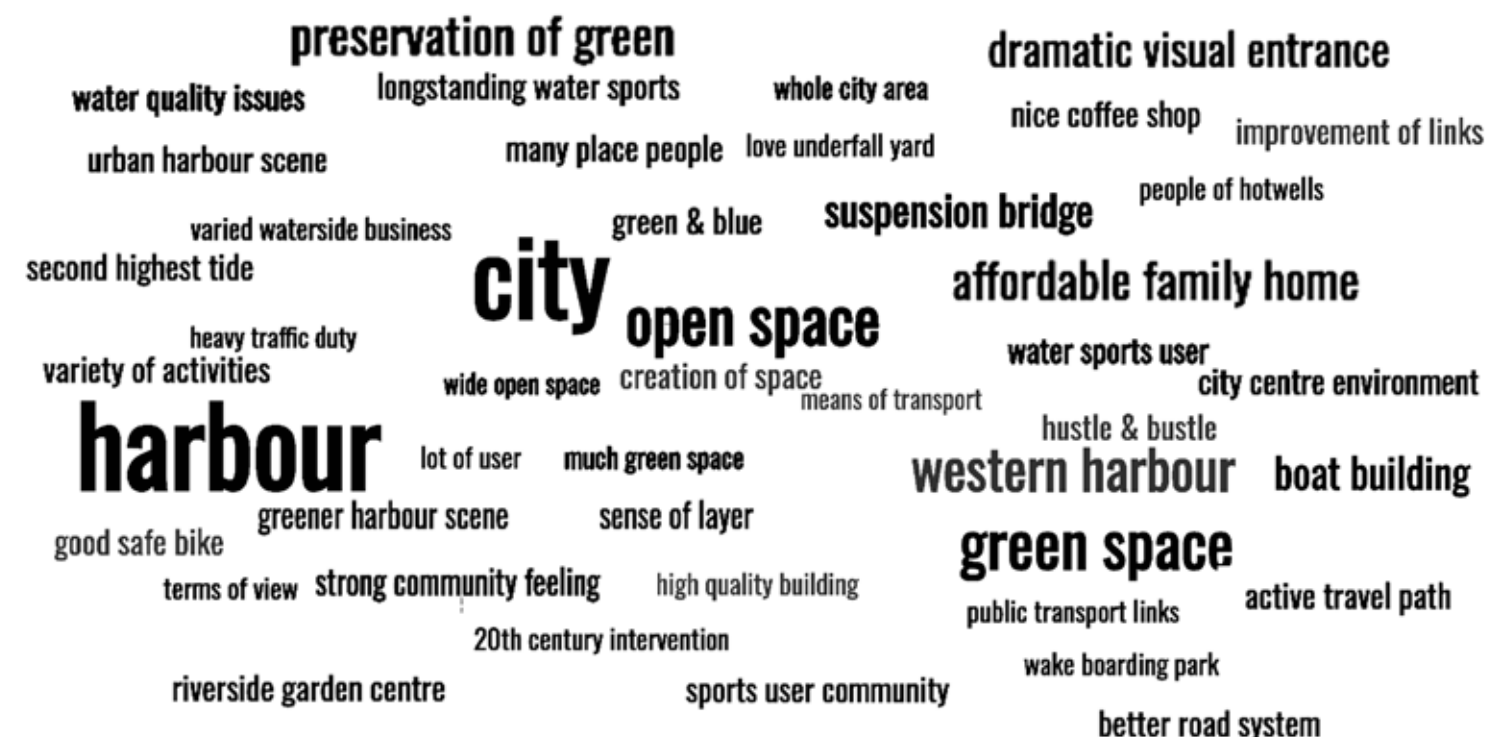 preservation of green
dramatic visual entrance
longstanding water sports
whole city area
water quality issues
nice coffee shop
improvement of links
many place people
love underfall yard
urban harbour scene
people of hotwells
suspension bridge
green & blue
varied waterside business
second highest tide
city
affordable family home
open space
heavy traffic duty
water sports user
variety of activities
wide open space
creation of space
city centre environment
means of transport
hustle & bustle
harbour
lot of user
much green space
western harbour
boat building
greener harbour scene
sense of layer
good safe bike
green space
terms of view
strong community feeling
high quality building
active travel path
public transport links
20th century intervention
wake boarding park
riverside garden centre
sports user community
better road system